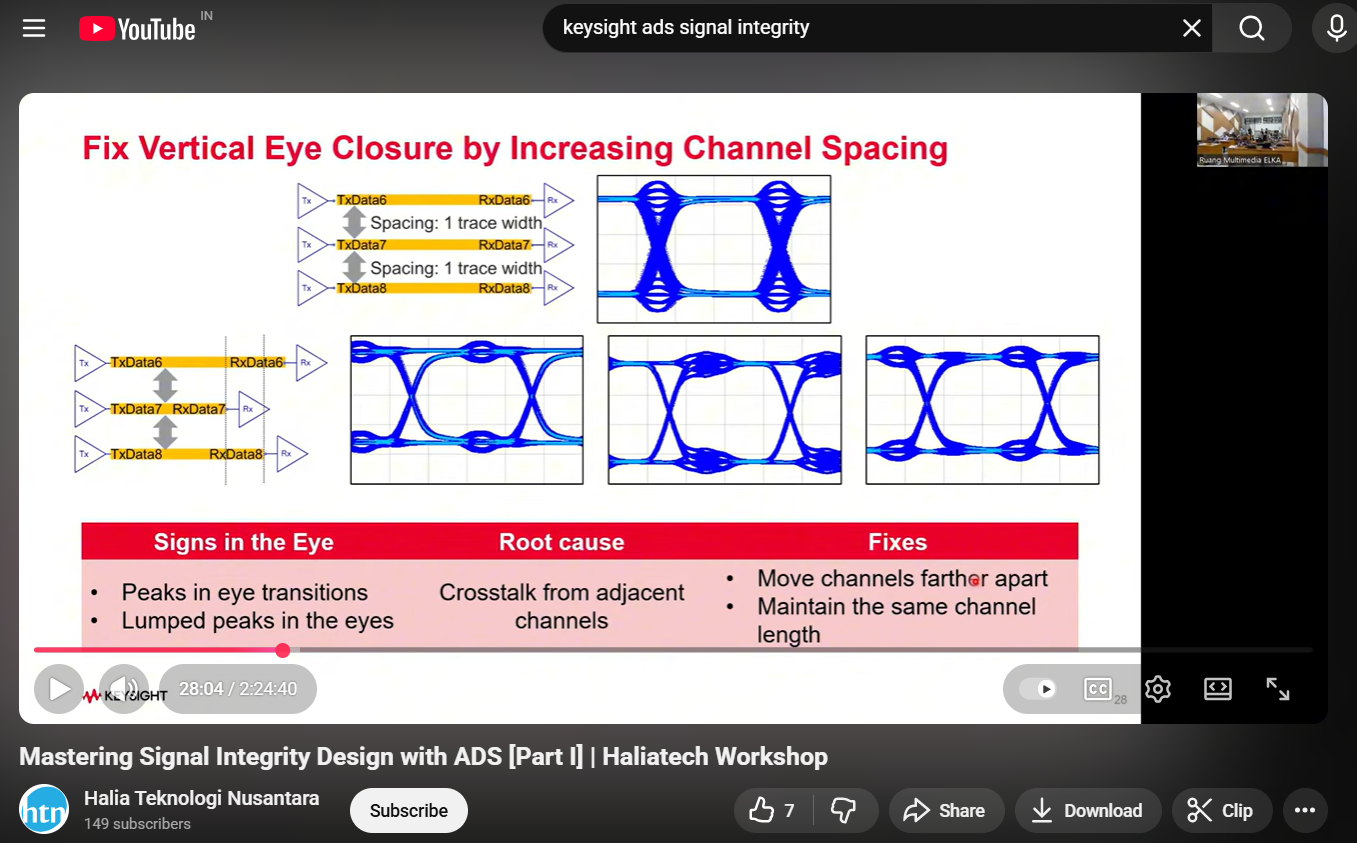 YouTube IN
keysight ads signal integrity
Fix Vertical Eye Closure by Increasing Channel Spacing
Ruang Multimedia ELKA
Tx TxData6 RxData6 Rx
Spacing: 1 trace width
Tx TxData7 RxData7 Rx
Spacing: 1 trace width
Tx TxData8 RxData8 Rx
Tx TxData6 RxData6 Rx
Tx TxData7 RxData7 Rx
Tx TxData8 RxData8 Rx
Signs in the Eye Root cause Fixes
• Peaks in eye transitions
• Lumped peaks in the eyes
Crosstalk from adjacent
channels
• Move channels farther apart
• Maintain the same channel
length
28:04 / 2:24:40
KEYSIGHT
CC
28
Mastering Signal Integrity Design with ADS [Part I] | Haliatech Workshop
htn
Halia Teknologi Nusantara
149 subscribers
Subscribe
7
Share
Download
Clip